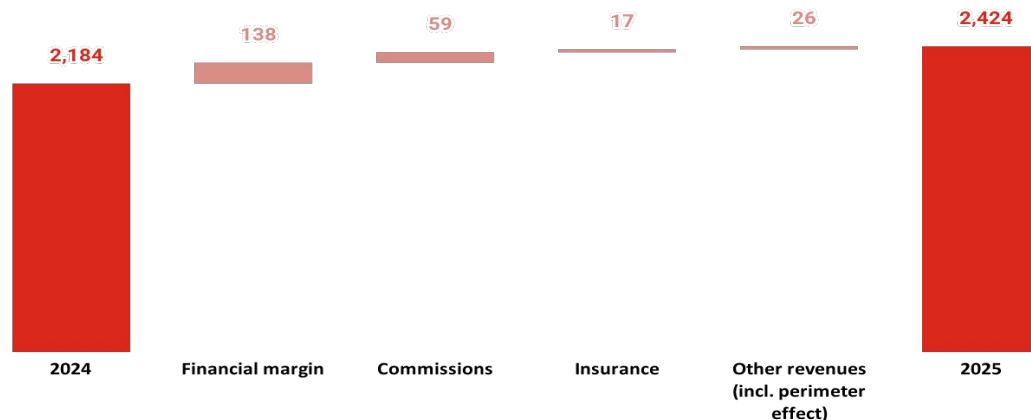 2,184
138
59
17
26
2,424
2024
Financial margin
Commissions
Insurance
Other revenues
(incl. perimeter
effect)
2025